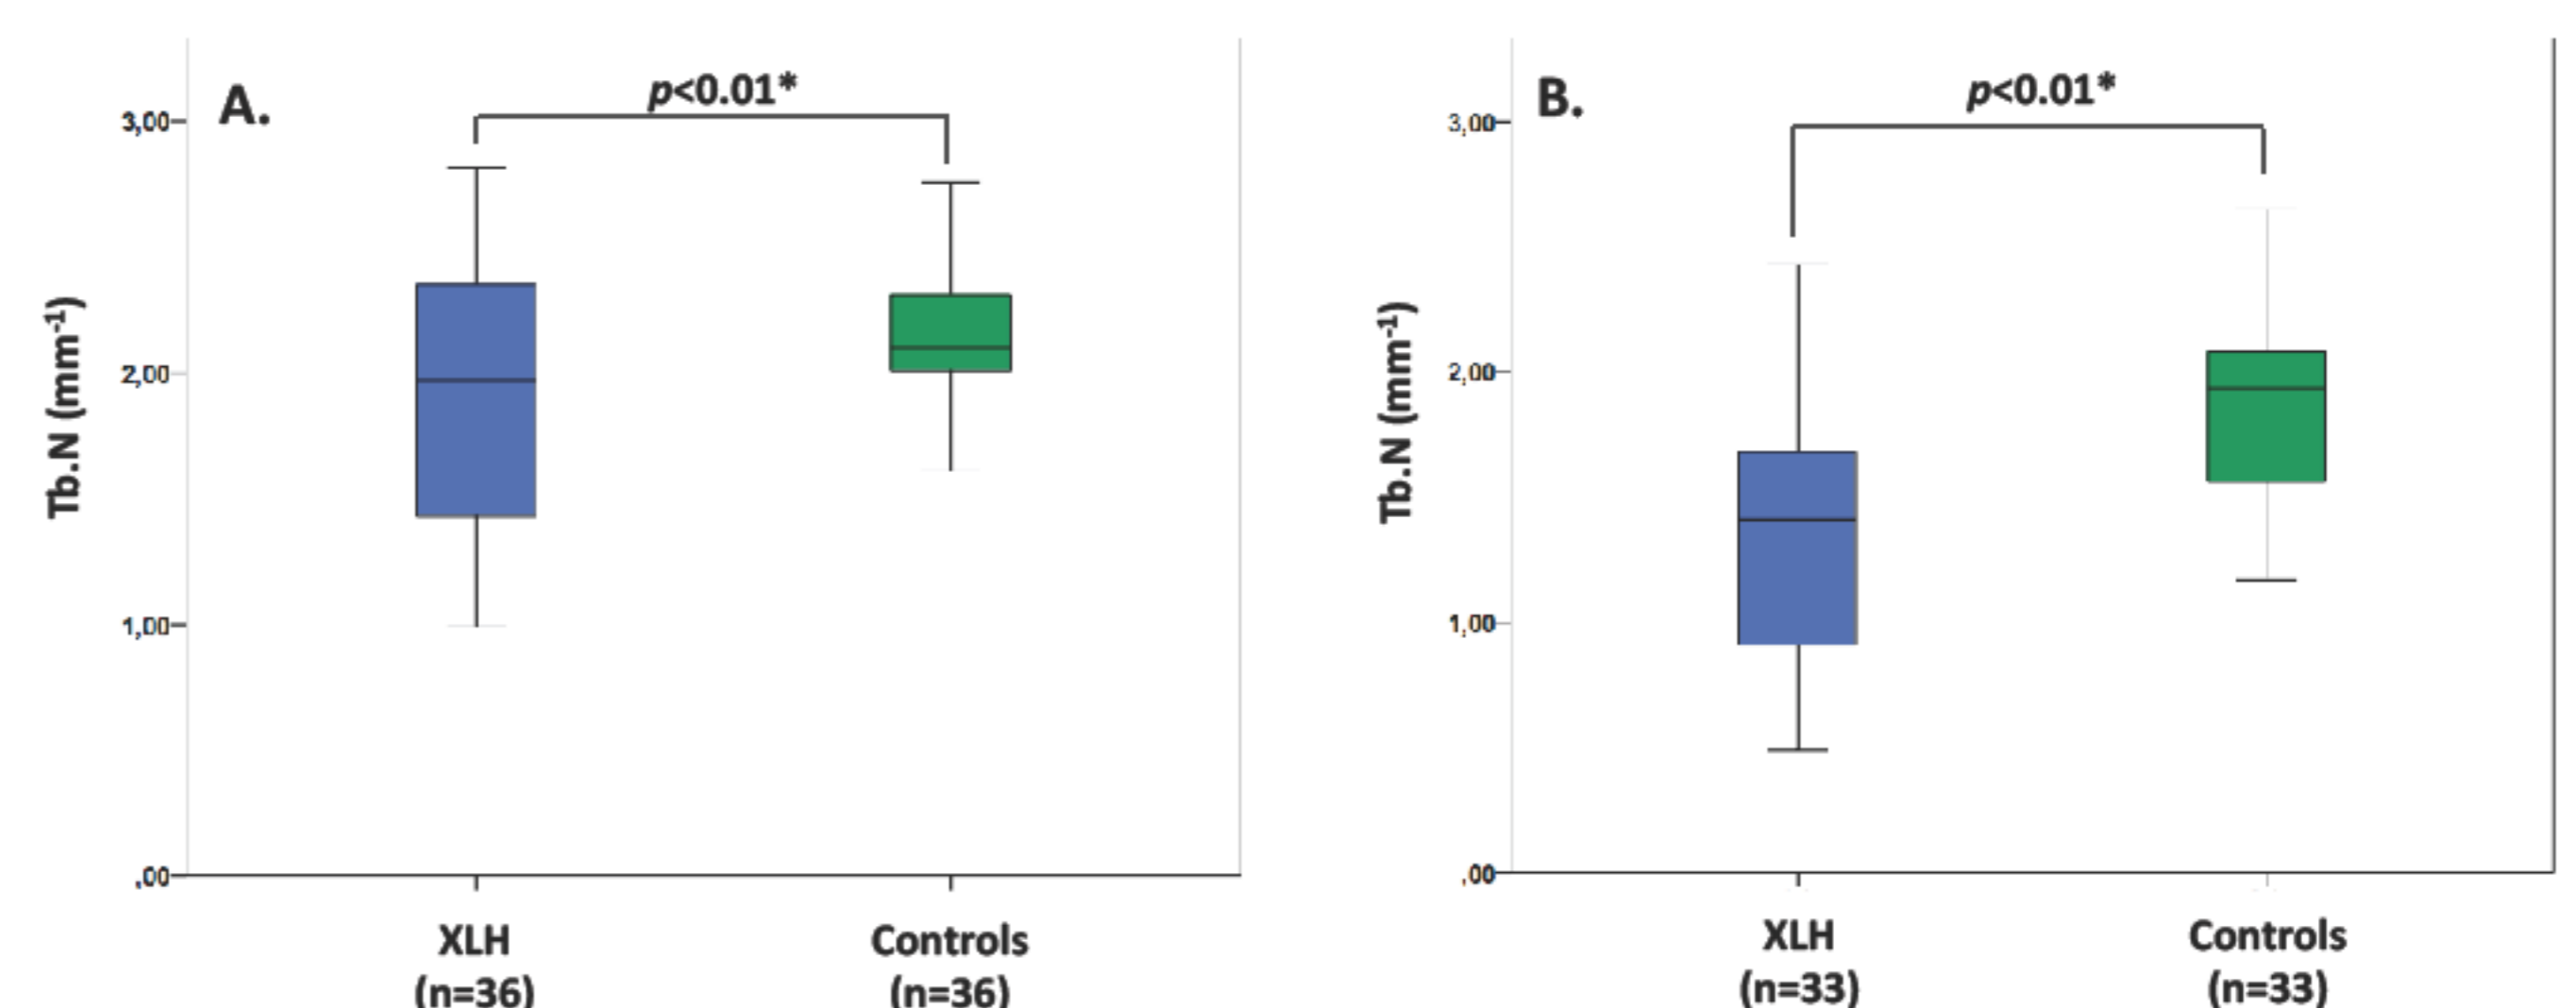 A.
p<0.01*
3,00
2,00
1,00
,00
Tb.N (mm-1)
XLH
(n=36)
Controls
(n=36)
B.
p<0.01*
3,00
2,00
1,00
,00
Tb.N (mm-1)
XLH
(n=33)
Controls
(n=33)